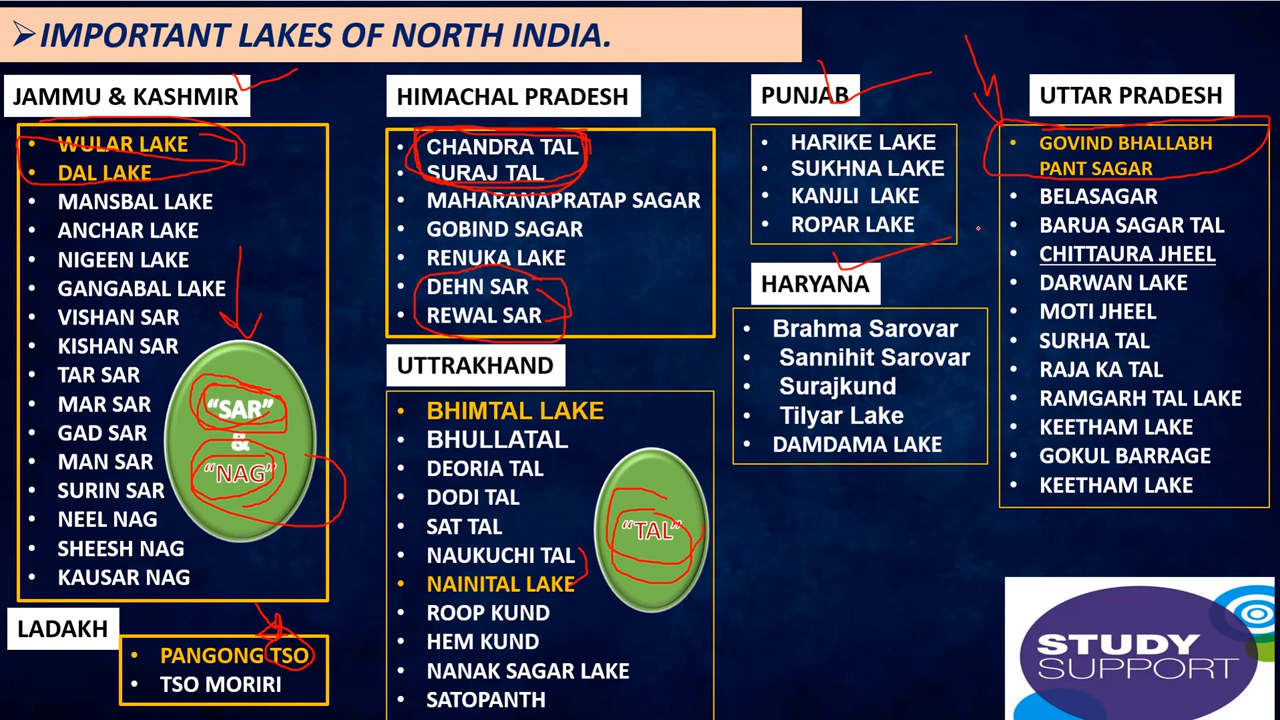 ➢IMPORTANT LAKES OF NORTH INDIA.
JAMMU & KASHMIR
• WULAR LAKE
• DAL LAKE
• MANSBAL LAKE
• ANCHAR LAKE
• NIGEEN LAKE
• GANGABAL LAKE
• VISHAN SAR
• KISHAN SAR
• TAR SAR
• MAR SAR
• GAD SAR
• MAN SAR
• SURIN SAR
• NEEL NAG
• SHEESH NAG
• KAUSAR NAG
“SAR”
&
“NAG”
LADAKH
• PANGONG TSO
• TSO MORIRI
HIMACHAL PRADESH
• CHANDRA TAL
• SURAJ TAL
• MAHARANAPRATAP SAGAR
• GOBIND SAGAR
• RENUKA LAKE
• DEHN SAR
• REWAL SAR
UTTRAKHAND
• BHIMTAL LAKE
• BHULLATAL
• DEORIA TAL
• DODI TAL
• SAT TAL
• NAUKUCHI TAL
• NAINITAL LAKE
• ROOP KUND
• HEM KUND
• NANAK SAGAR LAKE
• SATOPANTH
“TAL”
PUNJAB
• HARIKE LAKE
• SUKHNA LAKE
• KANJLI LAKE
• ROPAR LAKE
HARYANA
• Brahma Sarovar
• Sannihit Sarovar
• Surajkund
• Tilyar Lake
• DAMDAMA LAKE
UTTAR PRADESH
• GOVIND BHALLABH
PANT SAGAR
• BELASAGAR
• BARUA SAGAR TAL
• CHITTAURA JHEEL
• DARWAN LAKE
• MOTI JHEEL
• SURHA TAL
• RAJA KA TAL
• RAMGARH TAL LAKE
• KEETHAM LAKE
• GOKUL BARRAGE
• KEETHAM LAKE
STUDY
SUPPORT